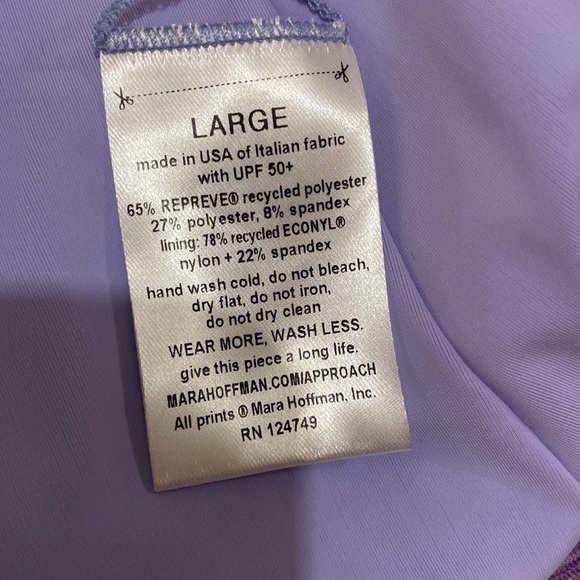 LARGE
made in USA of Italian fabric
with UPF 50+
65% REPREVE® recycled polyester
27% polyester, 8% spandex
lining: 78% recycled ECONYL®
nylon + 22% spandex
hand wash cold, do not bleach,
dry flat, do not iron,
do not dry clean
WEAR MORE, WASH LESS.
give this piece a long life.
MARAHOFFMAN.COM/APPROACH
All prints ® Mara Hoffman, Inc.
RN 124749